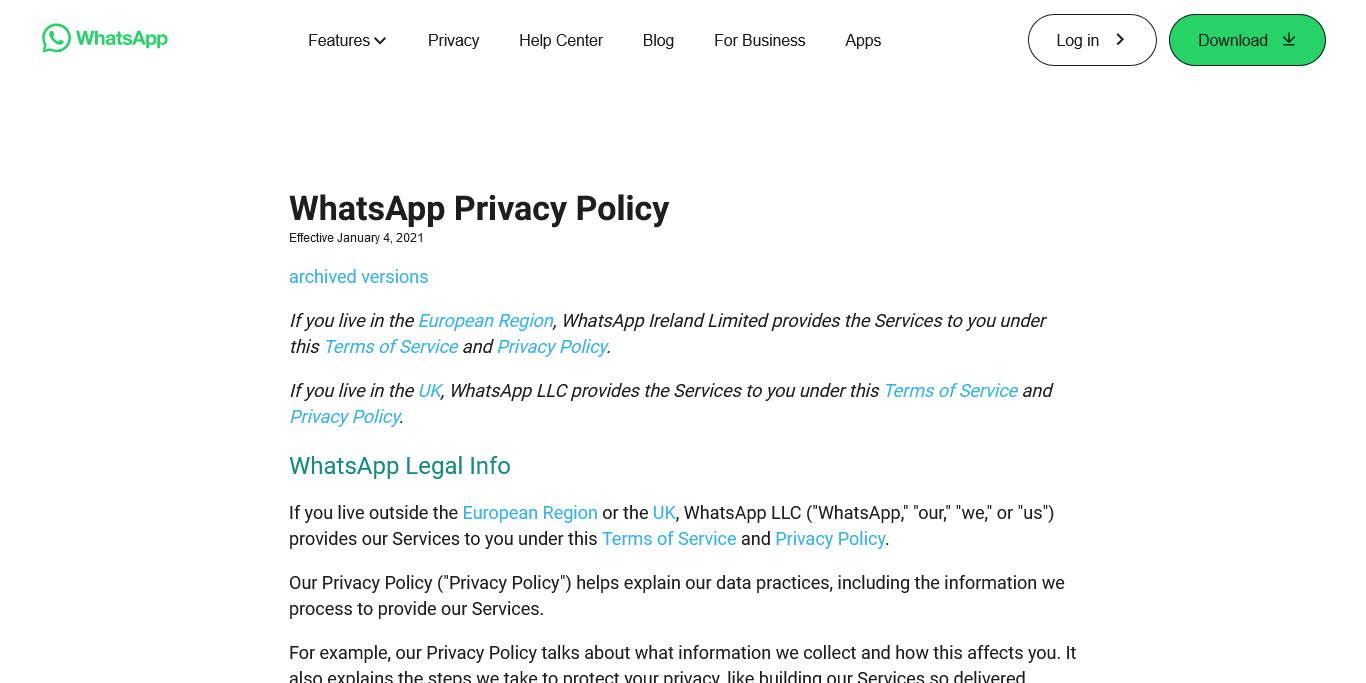 WhatsApp
Features
Privacy
Help Center
Blog
For Business
Apps
Log in
Download
WhatsApp Privacy Policy
Effective January 4, 2021
archived versions
If you live in the European Region, WhatsApp Ireland Limited provides the Services to you under
this Terms of Service and Privacy Policy.
If you live in the UK, WhatsApp LLC provides the Services to you under this Terms of Service and
Privacy Policy.
WhatsApp Legal Info
If you live outside the European Region or the UK, WhatsApp LLC ("WhatsApp," "our," "we," or "us")
provides our Services to you under this Terms of Service and Privacy Policy.
Our Privacy Policy ("Privacy Policy") helps explain our data practices, including the information we
process to provide our Services.
For example, our Privacy Policy talks about what information we collect and how this affects you. It
also explains the steps we take to protect your privacy, like building our Services so delivered